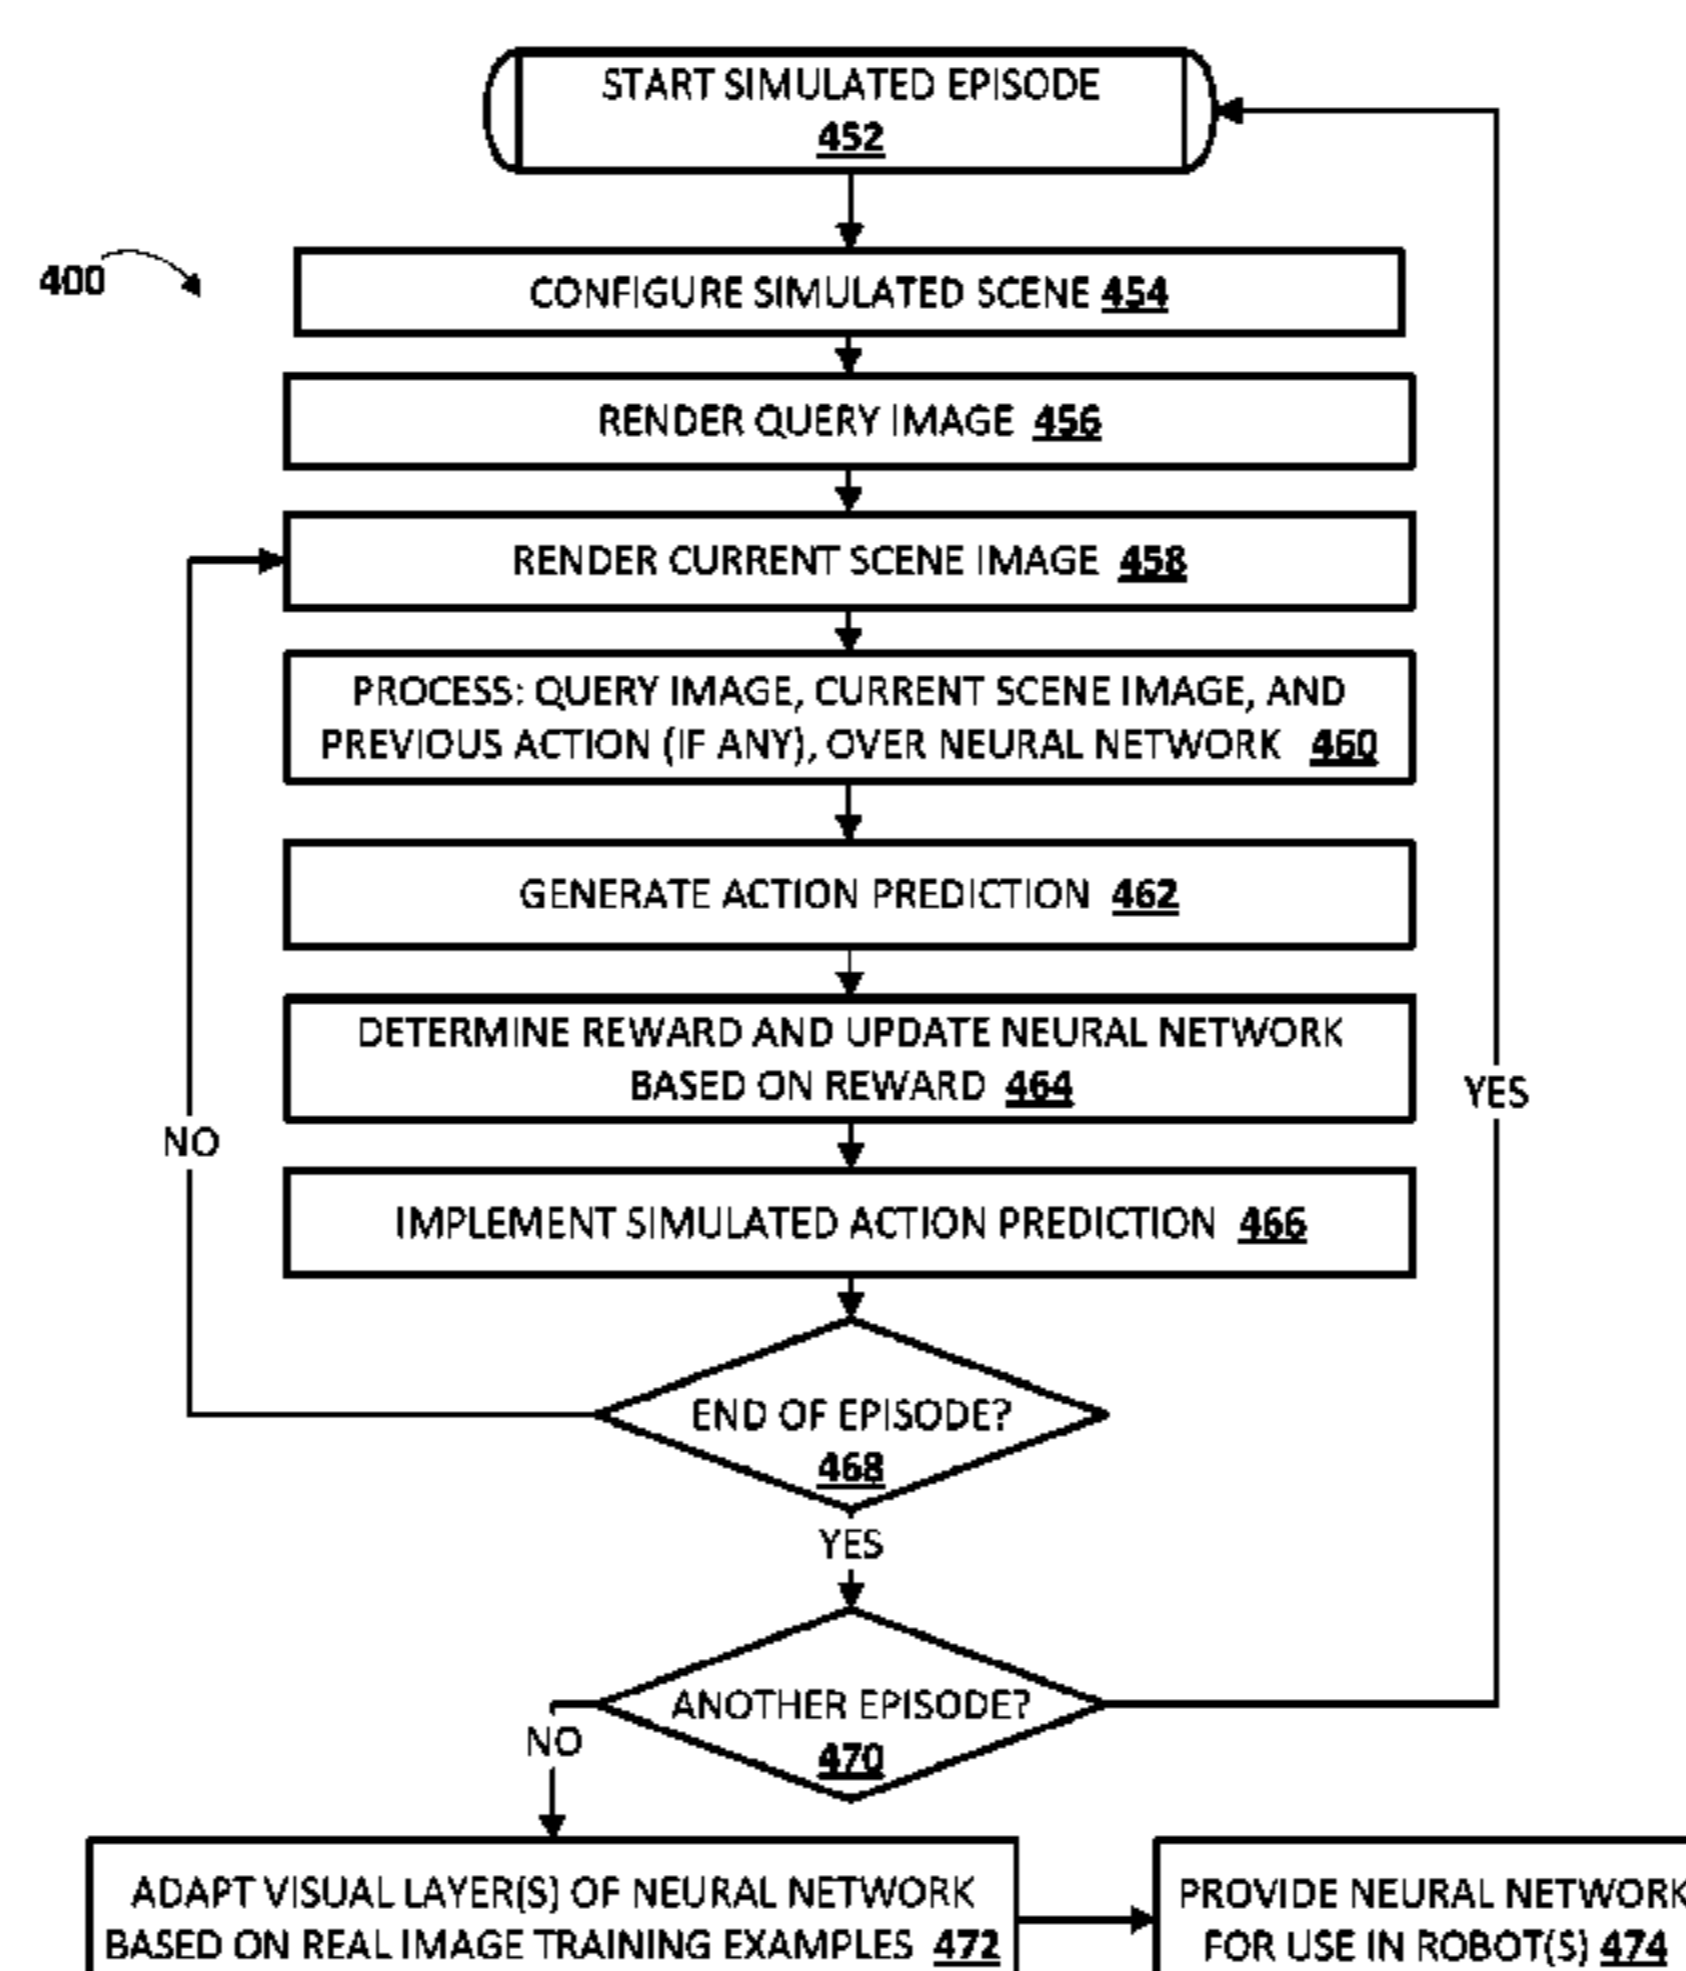 START SIMULATED EPISODE
452
400
CONFIGURE SIMULATED SCENE 454
RENDER QUERY IMAGE 456
RENDER CURRENT SCENE IMAGE 458
PROCESS: QUERY IMAGE, CURRENT SCENE IMAGE, AND
PREVIOUS ACTION (IF ANY), OVER NEURAL NETWORK 460
GENERATE ACTION PREDICTION 462
DETERMINE REWARD AND UPDATE NEURAL NETWORK
BASED ON REWARD 464
YES
NO
IMPLEMENT SIMULATED ACTION PREDICTION 466
END OF EPISODE?
468
YES
ANOTHER EPISODE?
470
NO
ADAPT VISUAL LAYER(S) OF NEURAL NETWORK
BASED ON REAL IMAGE TRAINING EXAMPLES 472
PROVIDE NEURAL NETWORK
FOR USE IN ROBOT(S) 474